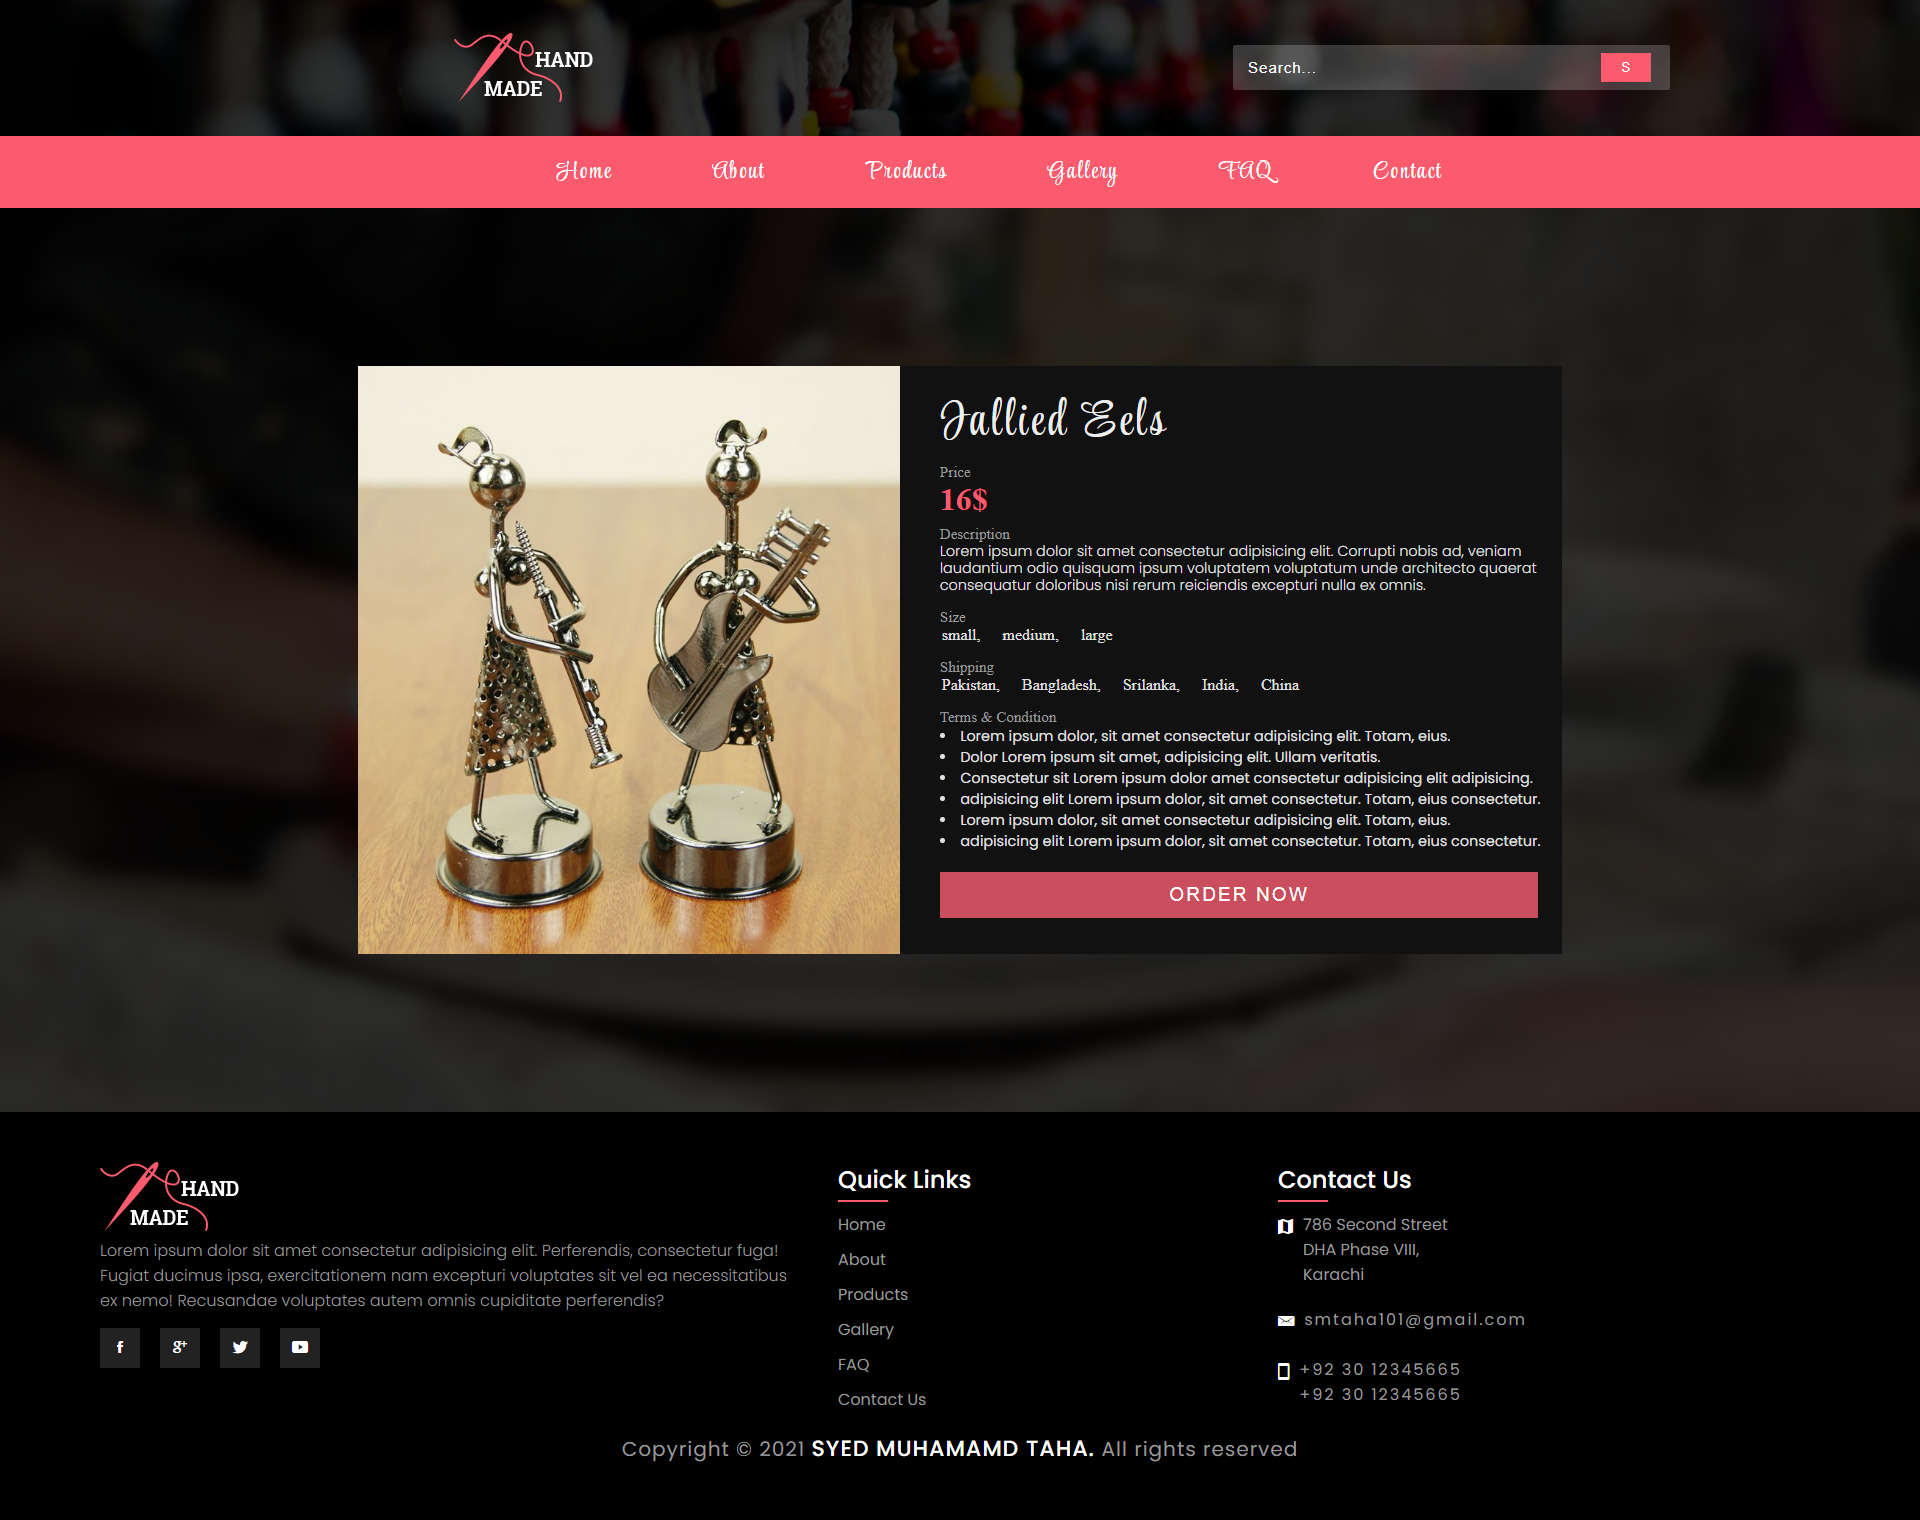 HAND
MADE
Search...
S
Home
About
Products
Gallery
FAQ
Contact
Jallied Eels
Price
16$
Description
Lorem ipsum dolor sit amet consectetur adipisicing elit. Corrupti nobis ad, veniam
laudantium odio quisquam ipsum voluptatem voluptatum unde architecto quaerat
consequatur doloribus nisi rerum reiciendis excepturi nulla ex omnis.
Size
small, medium, large
Shipping
Pakistan, Bangladesh, Srilanka, India, China
Terms & Condition
• Lorem ipsum dolor, sit amet consectetur adipisicing elit. Totam, eius.
• Dolor Lorem ipsum sit amet, adipisicing elit. Ullam veritatis.
• Consectetur sit Lorem ipsum dolor amet consectetur adipisicing elit adipisicing.
• adipisicing elit Lorem ipsum dolor, sit amet consectetur. Totam, eius consectetur.
• Lorem ipsum dolor, sit amet consectetur adipisicing elit. Totam, eius.
• adipisicing elit Lorem ipsum dolor, sit amet consectetur. Totam, eius consectetur.
ORDER NOW
HAND
MADE
Lorem ipsum dolor sit amet consectetur adipisicing elit. Perferendis, consectetur fuga!
Fugiat ducimus ipsa, exercitationem nam excepturi voluptates sit vel ea necessitatibus
ex nemo! Recusandae voluptates autem omnis cupiditate perferendis?
Quick Links
Home
About
Products
Gallery
FAQ
Contact Us
Contact Us
786 Second Street
DHA Phase VIII,
Karachi
smtaha101@gmail.com
+92 30 12345665
+92 30 12345665
Copyright © 2021 SYED MUHAMAMD TAHA. All rights reserved